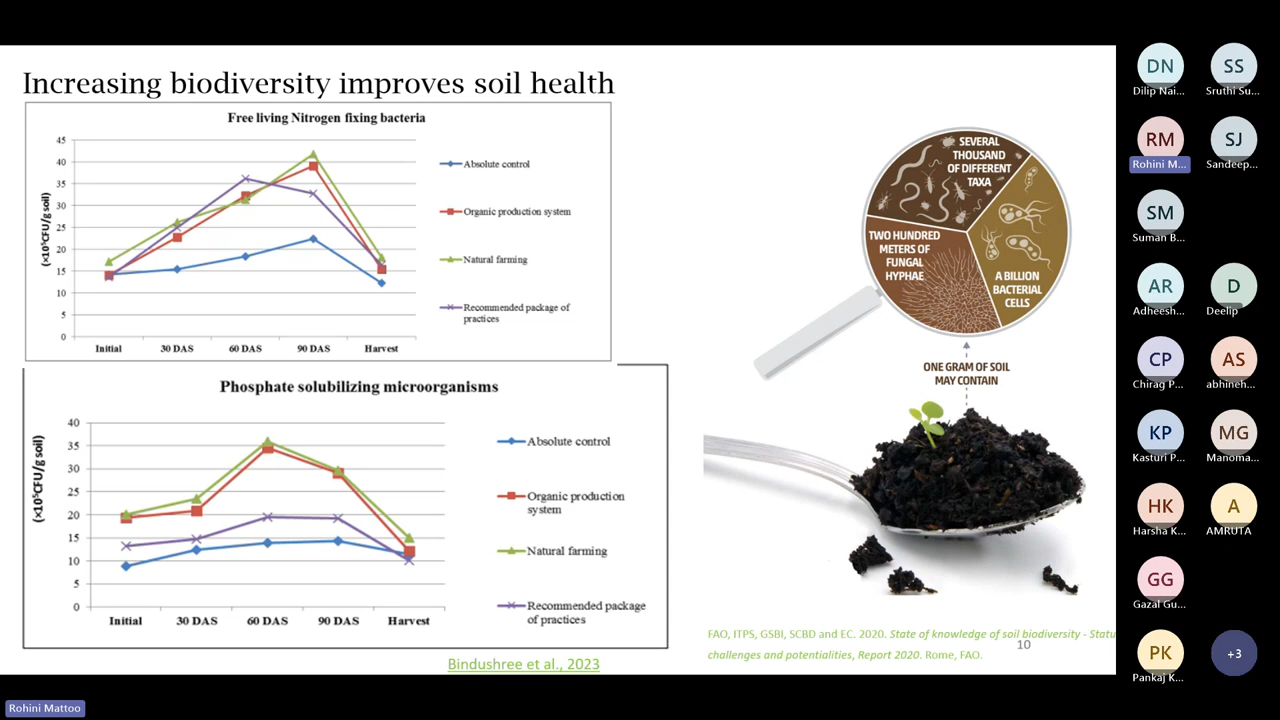 Increasing biodiversity improves soil health
Free living Nitrogen fixing bacteria
(×10⁶CFU/g soil)
45
40
35
30
25
20
15
10
5
0
Initial 30 DAS 60 DAS 90 DAS Harvest
Absolute control
Organic production system
Natural farming
Recommended package of
practices
Phosphate solubilizing microorganisms
(×10⁵CFU/g soil)
40
35
30
25
20
15
10
5
0
Initial 30 DAS 60 DAS 90 DAS Harvest
Absolute control
Organic production
system
Natural farming
Recommended package
of practices
Bindushree et al., 2023
SEVERAL
THOUSAND
OF DIFFERENT
TAXA
TWO HUNDRED
METERS OF
FUNGAL
HYPHAE
A BILLION
BACTERIAL
CELLS
ONE GRAM OF SOIL
MAY CONTAIN
FAO, ITPS, GSBI, SCBD and EC. 2020. State of knowledge of soil biodiversity - Statu
challenges and potentialities, Report 2020. Rome, FAO.
10
DN
Dilip Nai...
SS
Sruthi Su...
RM
Rohini M...
SJ
Sandeep...
SM
Suman B...
AR
Adheesh...
D
Deelip
CP
Chirag P...
AS
abhineh...
KP
Kasturi P...
MG
Manoma...
HK
Harsha K...
A
AMRUTA
GG
Gazal Gu...
PK
Pankaj K...
+3
Rohini Mattoo